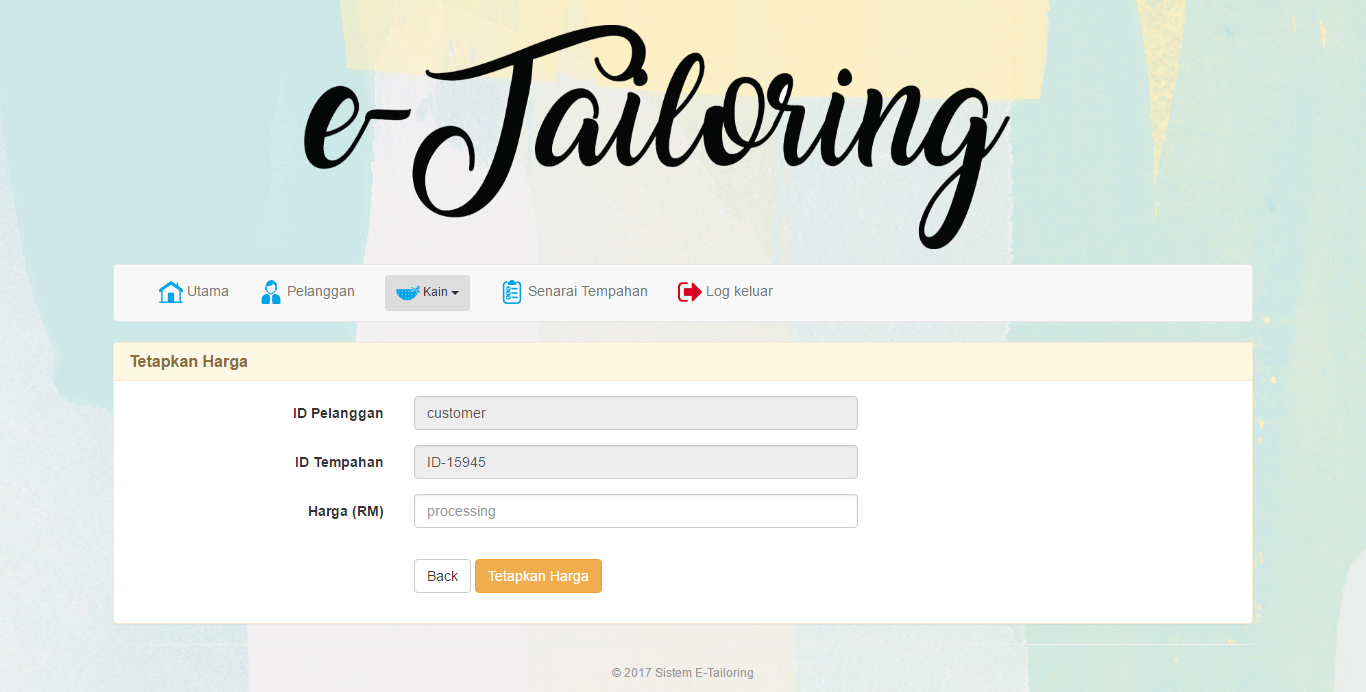 e-Tailoring
Utama Pelanggan Kain Senarai Tempahan Log keluar
Tetapkan Harga
ID Pelanggan customer
ID Tempahan ID-15945
Harga (RM) processing
Back Tetapkan Harga
© 2017 Sistem E-Tailoring